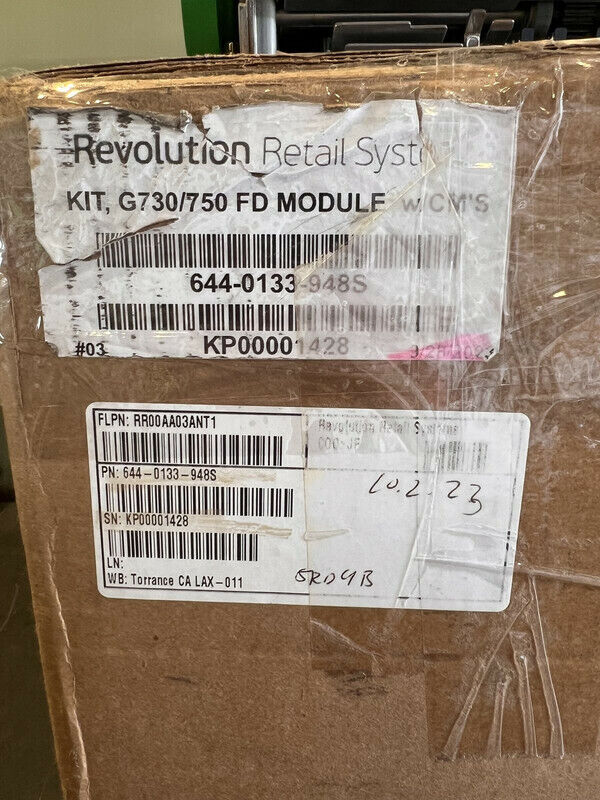 Revolution Retail Syst
KIT, G730/750 FD MODULE, w/CM'S
644-0133-948S
KP00001428
#03
FLPN: RR00AA03ANT1
Revolution Retail Systems
PN: 644-0133-948S
10.2.23
SN: KP00001428
LN:
WB: Torrance CA LAX-011